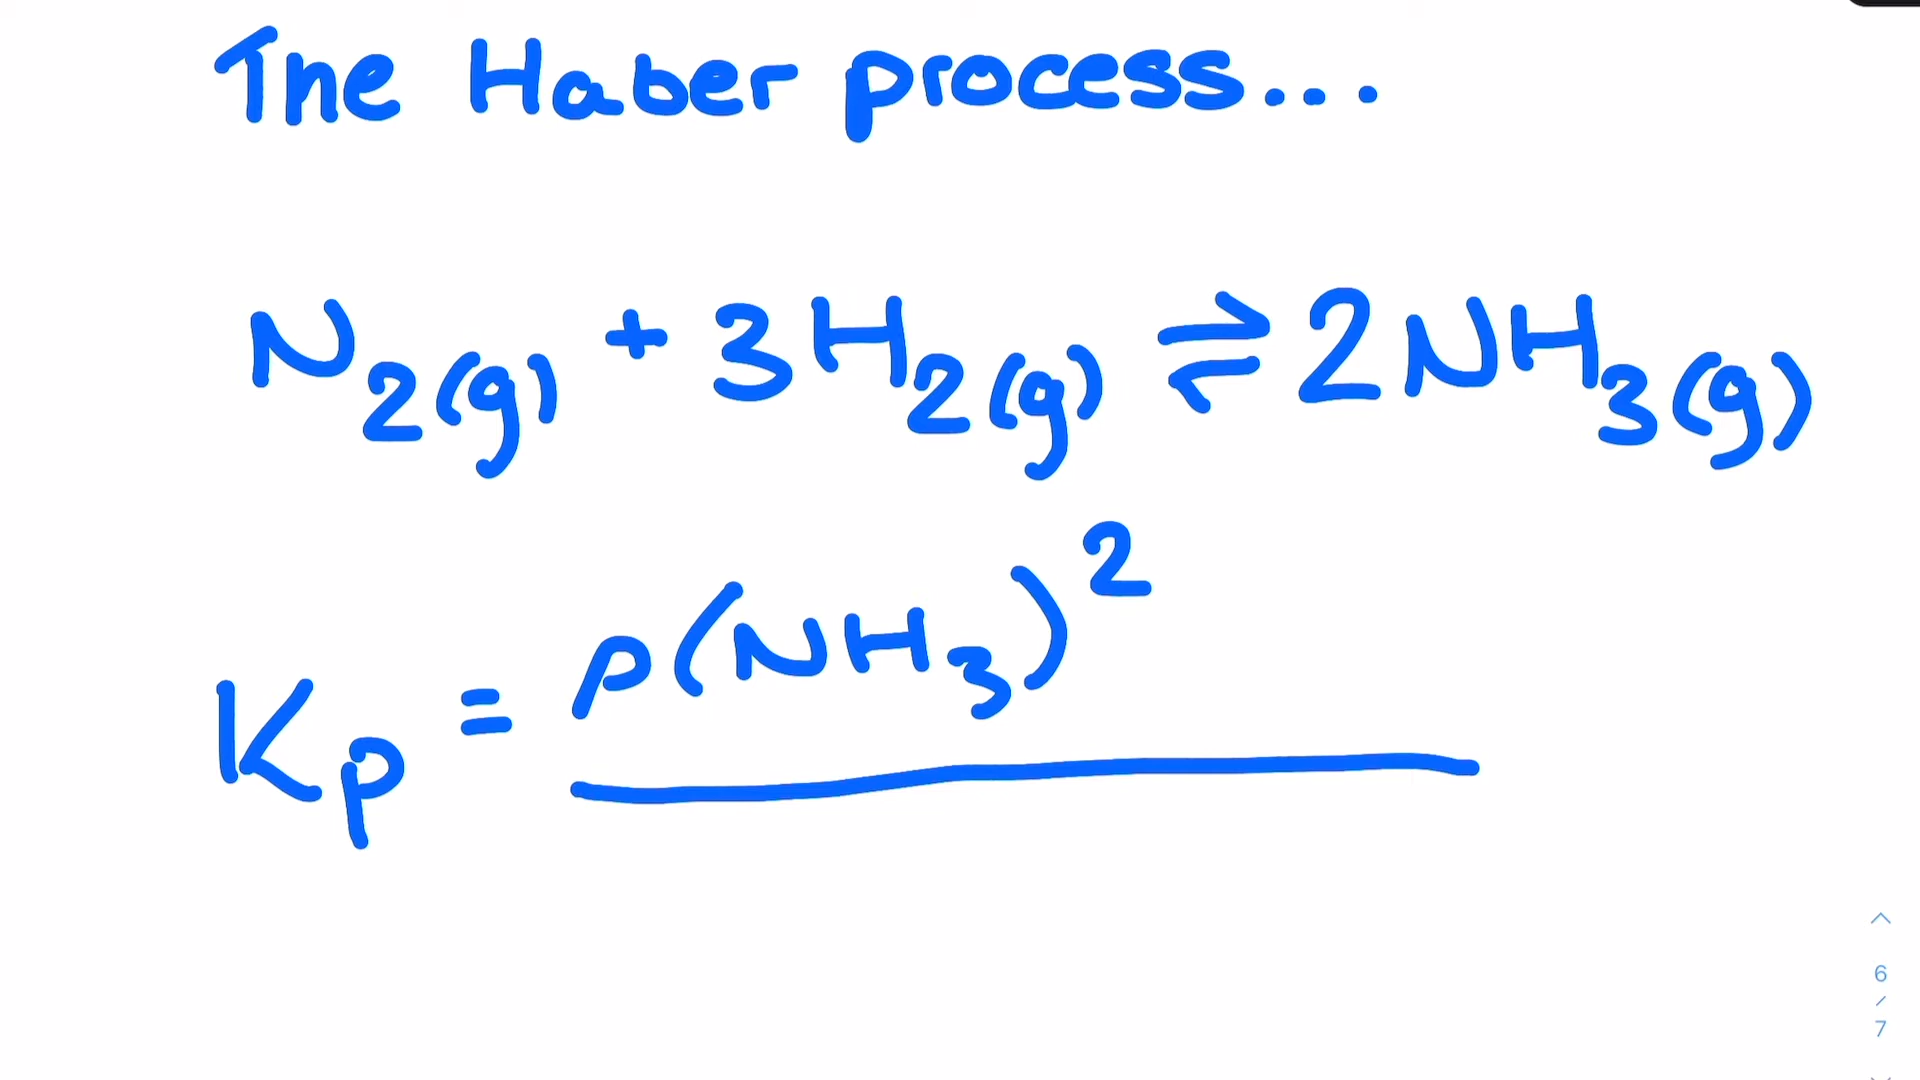 The Haber process...
N₂(g) + 3H₂(g) ⇌ 2NH₃(g)
Kₚ = p(NH₃)²
6
/
7